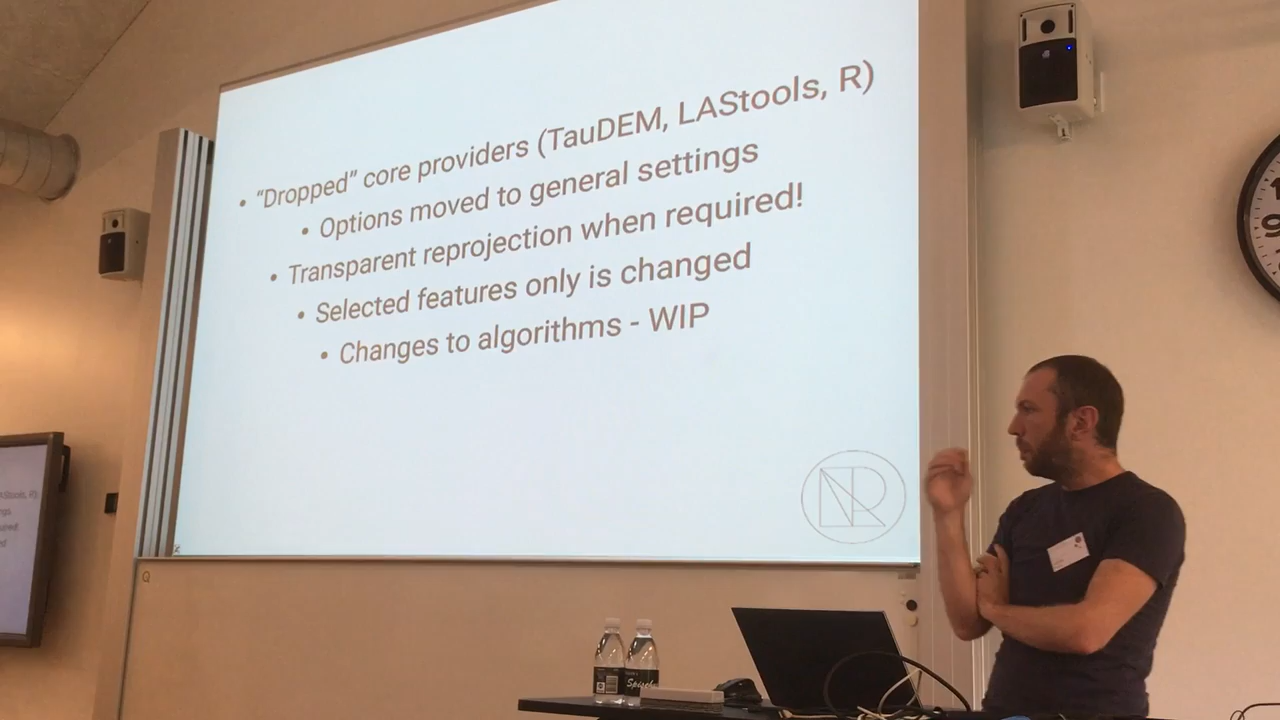 • “Dropped” core providers (TauDEM, LAStools, R)
• Options moved to general settings
• Transparent reprojection when required!
• Selected features only is changed
• Changes to algorithms - WIP